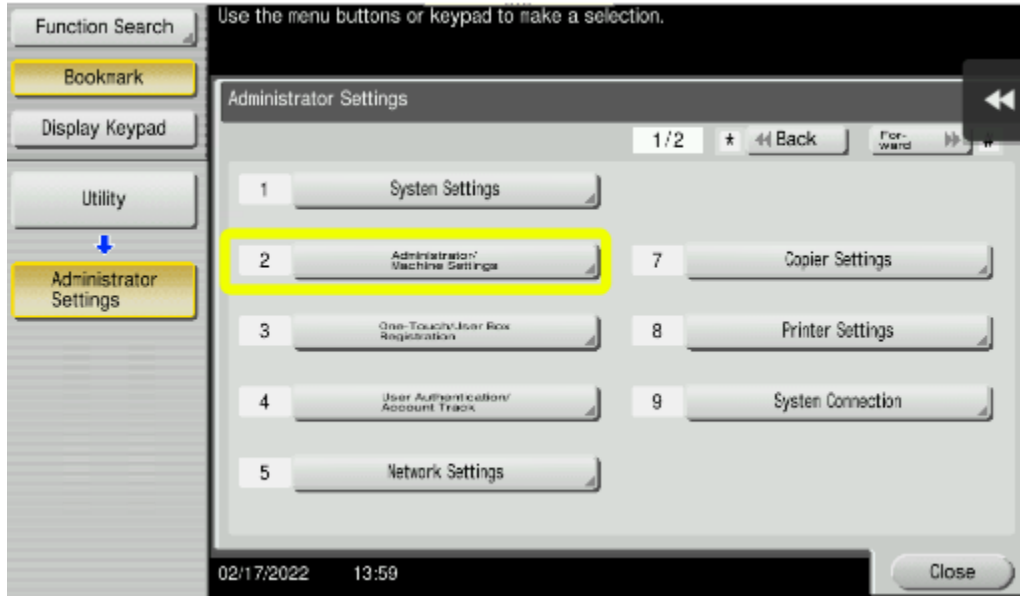 Function Search
Use the menu buttons or keypad to make a selection.
Bookmark
Display Keypad
Utility
Administrator
Settings
Administrator Settings
1/2
*
Back
For-
ward
#
1
System Settings
2
Administrator/
Machine Settings
3
One-Touch/User Box
Registration
4
User Authentication/
Account Track
5
Network Settings
7
Copier Settings
8
Printer Settings
9
System Connection
02/17/2022
13:59
Close